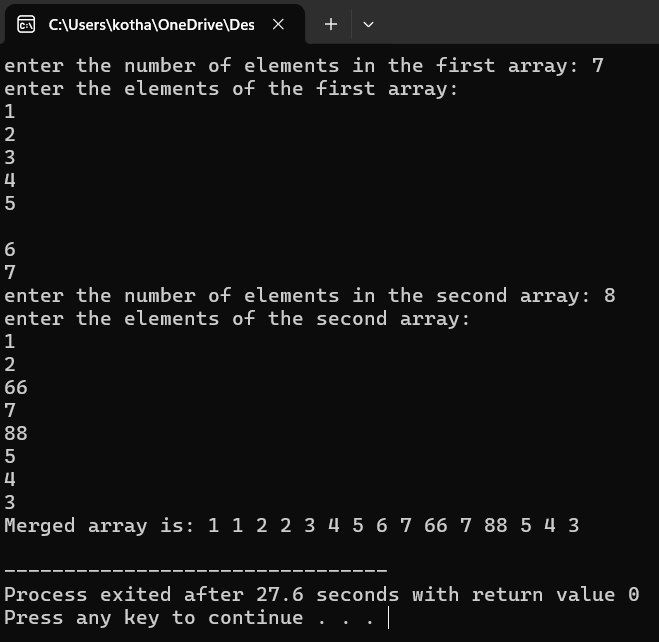 C:\Users\kotha\OneDrive\Des
enter the number of elements in the first array: 7
enter the elements of the first array:
1
2
3
4
5
6
7
enter the number of elements in the second array: 8
enter the elements of the second array:
1
2
66
7
88
5
4
3
Merged array is: 1 1 2 2 3 4 5 6 7 66 7 88 5 4 3
--------------------------------
Process exited after 27.6 seconds with return value 0
Press any key to continue . . .